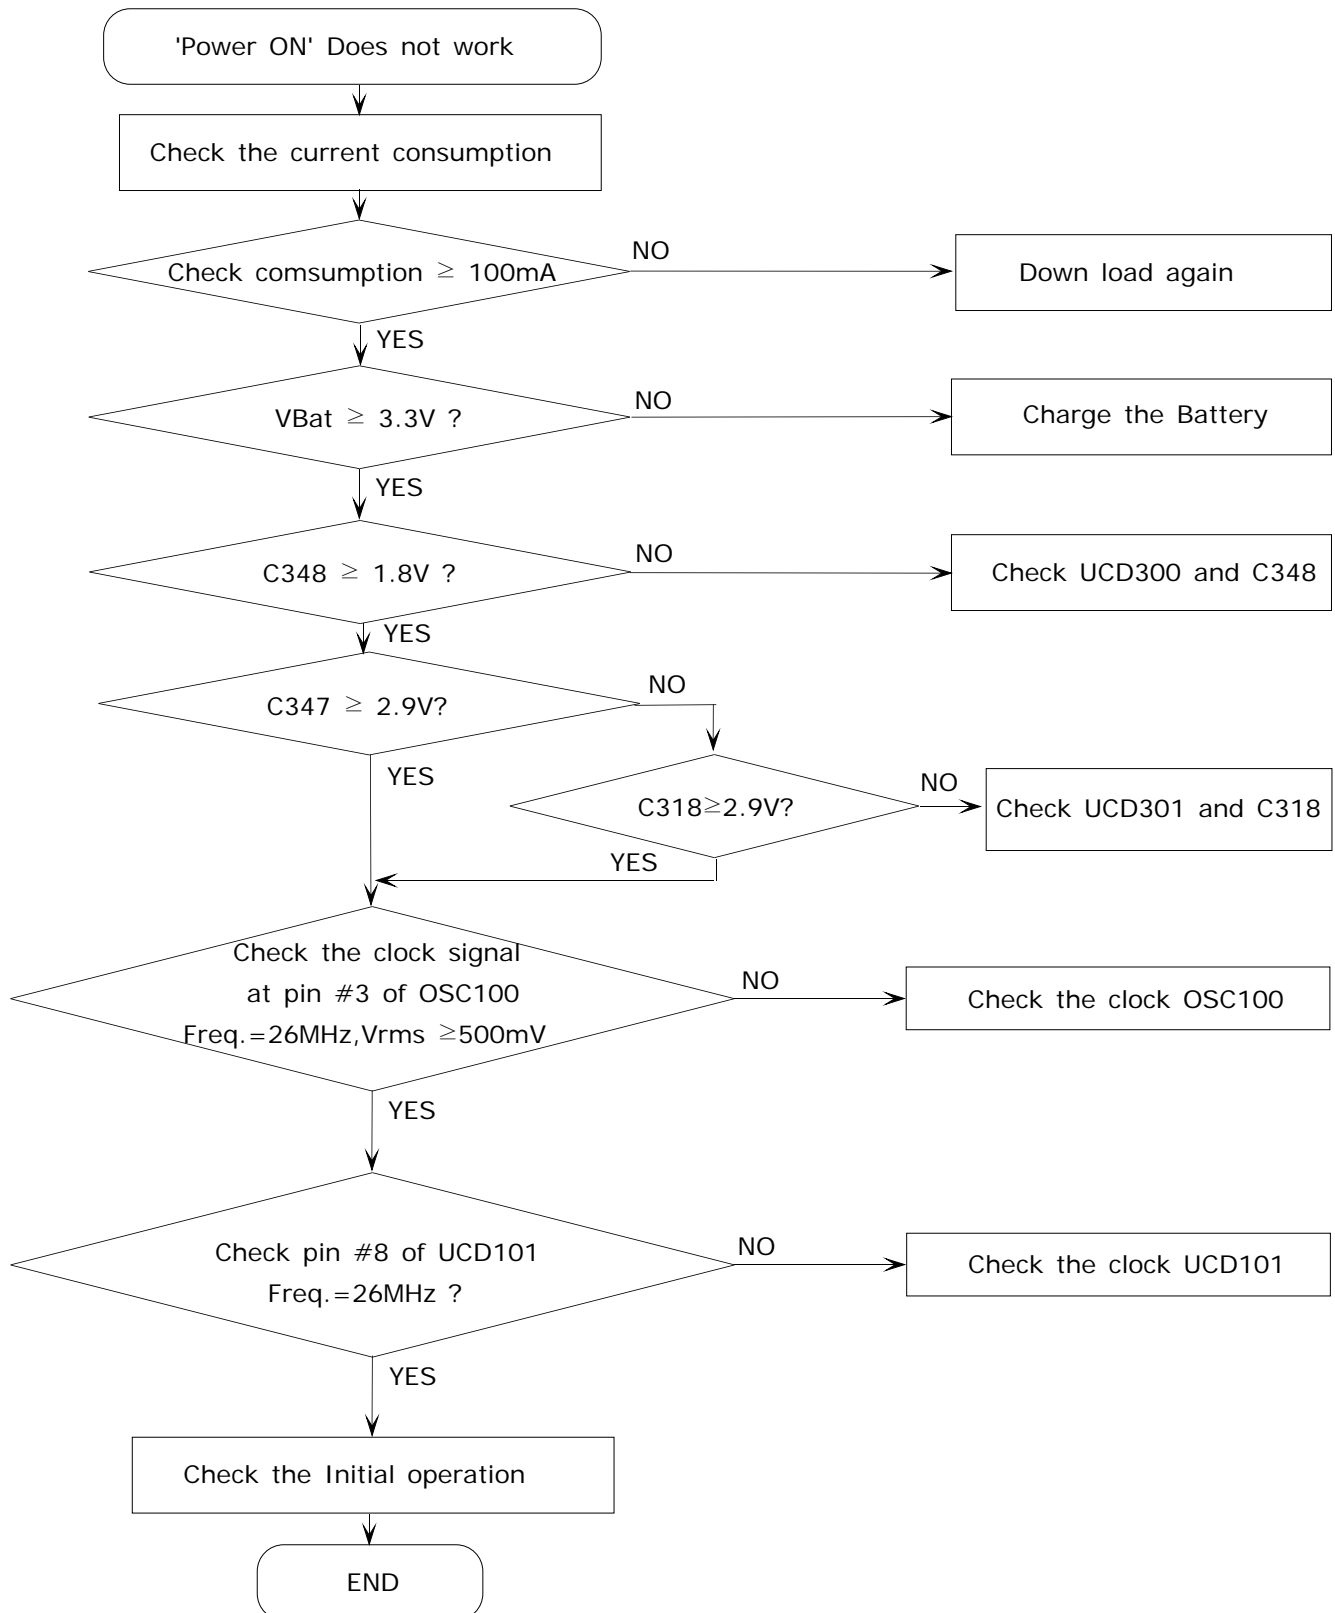 'Power ON' Does not work
Check the current consumption
Check comsumption ≥ 100mA
NO
Down load again
YES
VBat ≥ 3.3V ?
NO
Charge the Battery
YES
C348 ≥ 1.8V ?
NO
Check UCD300 and C348
YES
C347 ≥ 2.9V?
NO
YES
C318≥2.9V?
NO
Check UCD301 and C318
YES
Check the clock signal
at pin #3 of OSC100
Freq.=26MHz,Vrms ≥500mV
NO
Check the clock OSC100
YES
Check pin #8 of UCD101
Freq.=26MHz ?
NO
Check the clock UCD101
YES
Check the Initial operation
END